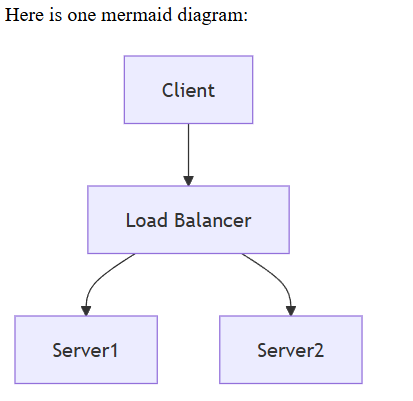 Here is one mermaid diagram:
Client
Load Balancer
Server1
Server2